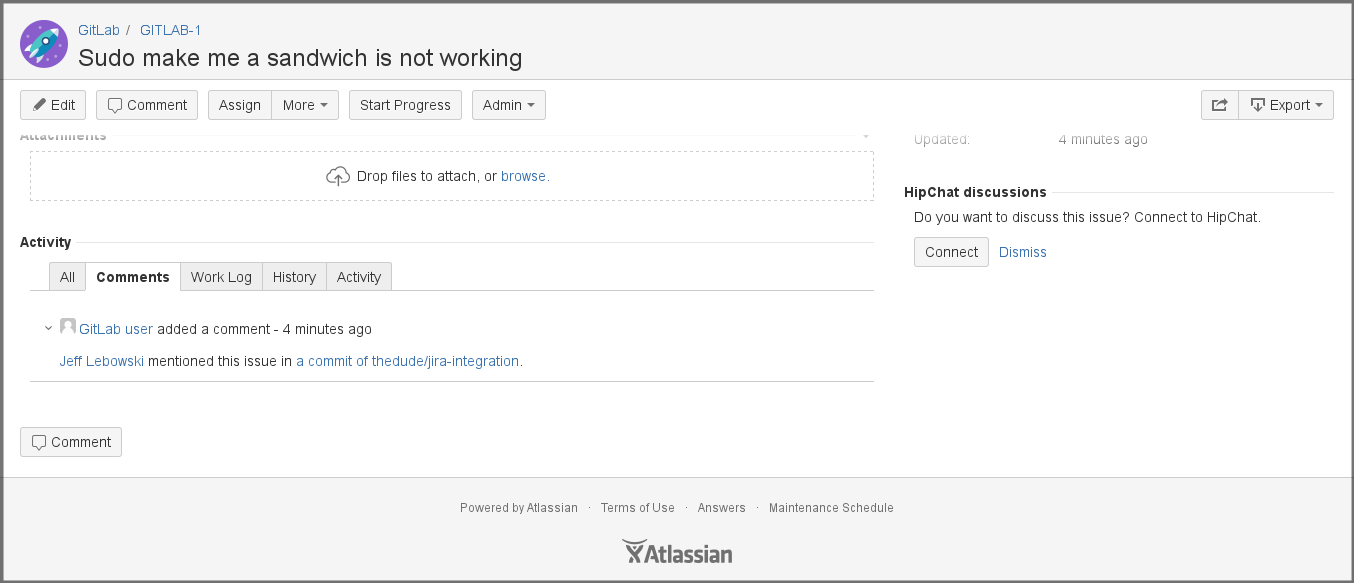 GitLab / GITLAB-1
Sudo make me a sandwich is not working
Edit Comment Assign More Start Progress Admin Export
Attachments
Updated: 4 minutes ago
Drop files to attach, or browse.
HipChat discussions
Do you want to discuss this issue? Connect to HipChat.
Connect Dismiss
Activity
All Comments Work Log History Activity
GitLab user added a comment - 4 minutes ago
Jeff Lebowski mentioned this issue in a commit of thedude/jira-integration.
Comment
Powered by Atlassian · Terms of Use · Answers · Maintenance Schedule
Atlassian